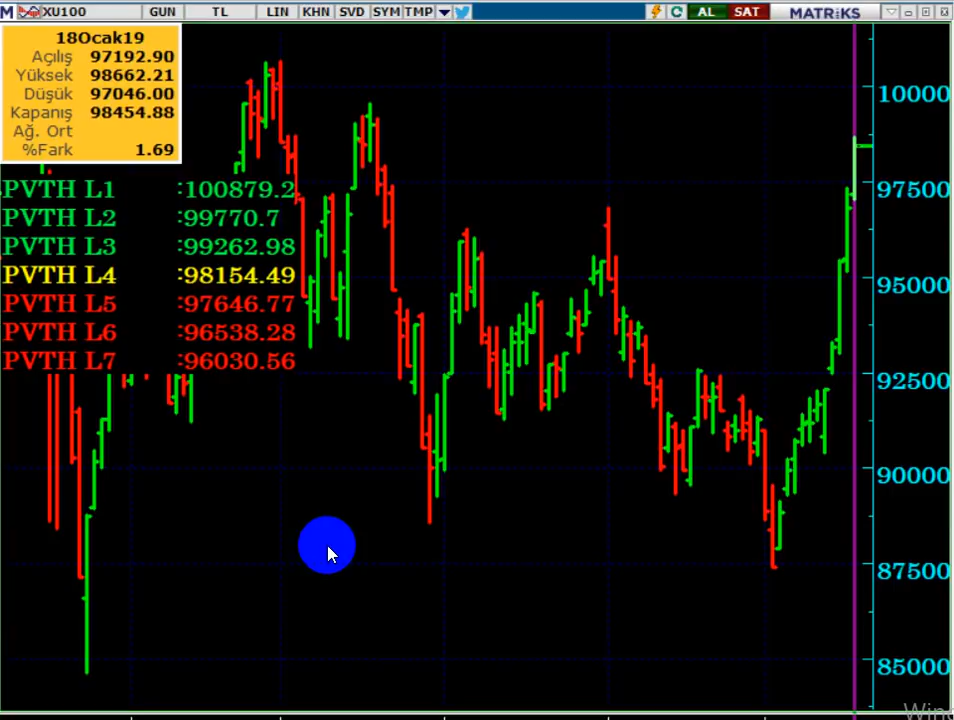 M XU100 GUN TL LIN KHN SVD SYM TMP AL SAT MATRİKS
18Ocak19
Açılış 97192.90
Yüksek 98662.21
Düşük 97046.00
Kapanış 98454.88
Ağ. Ort
%Fark 1.69
PVTH L1 :100879.2
PVTH L2 :99770.7
PVTH L3 :99262.98
PVTH L4 :98154.49
PVTH L5 :97646.77
PVTH L6 :96538.28
PVTH L7 :96030.56
10000
97500
95000
92500
90000
87500
85000